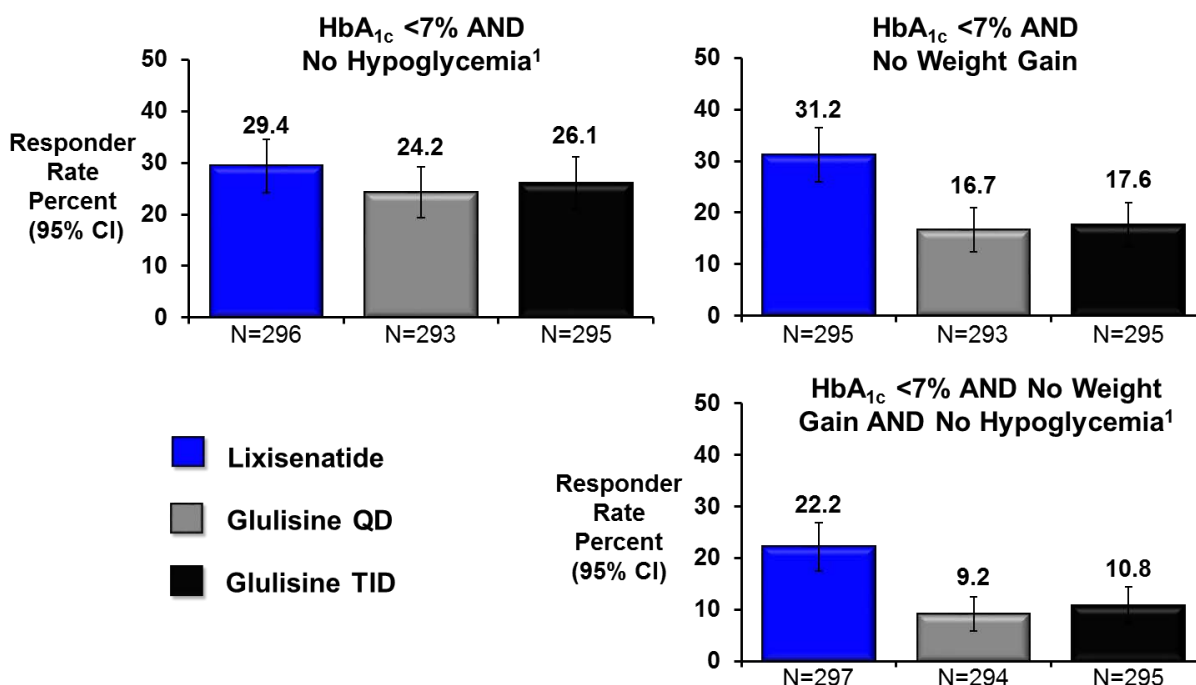 HbA1c <7% AND
No Hypoglycemia1
50
40
30
20
10
0
Responder
Rate
Percent
(95% CI)
29.4
24.2
26.1
N=296
N=293
N=295
HbA1c <7% AND
No Weight Gain
50
40
30
20
10
0
31.2
16.7
17.6
N=295
N=293
N=295
Lixisenatide
Glulisine QD
Glulisine TID
HbA1c <7% AND No Weight
Gain AND No Hypoglycemia1
50
40
30
20
10
0
Responder
Rate
Percent
(95% CI)
22.2
9.2
10.8
N=297
N=294
N=295